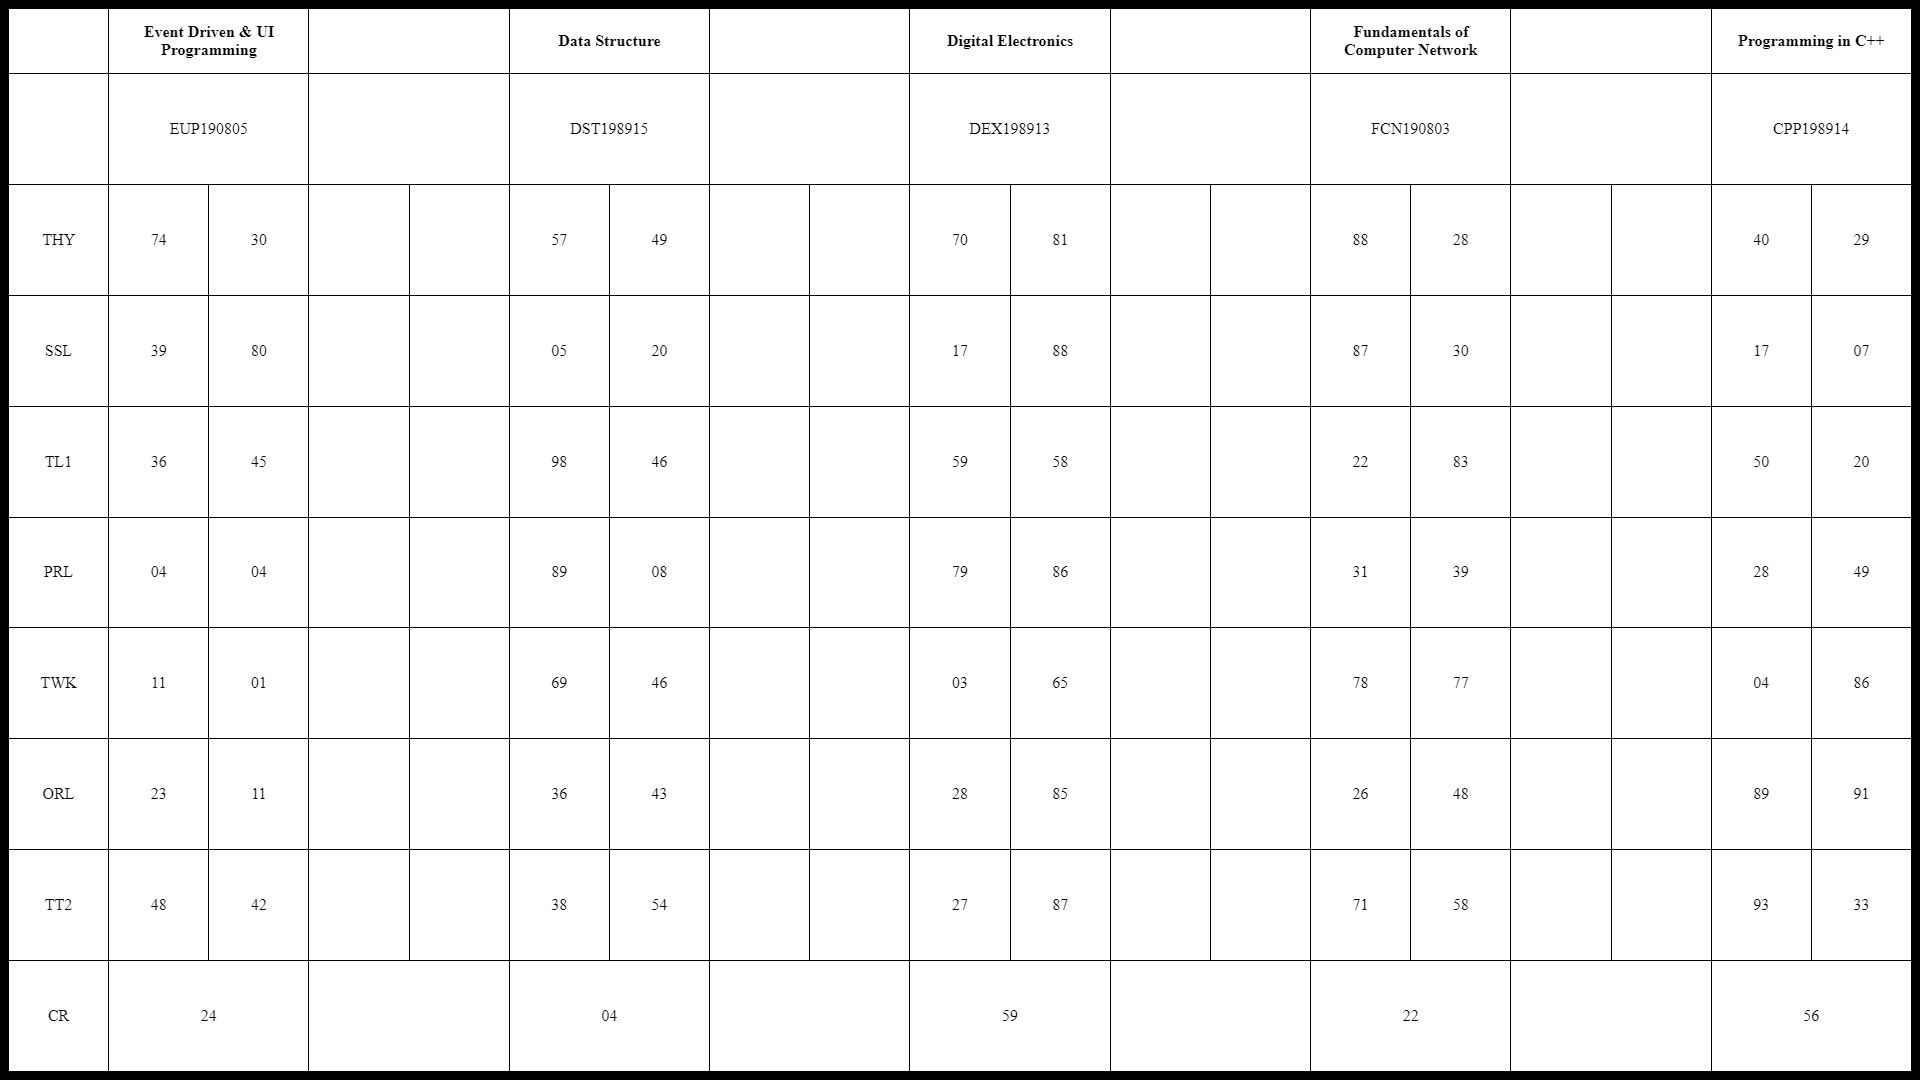 Event Driven & UI
Programming
Data Structure
Digital Electronics
Fundamentals of
Computer Network
Programming in C++
EUP190805 DST198915 DEX198913 FCN190803 CPP198914
THY 74 30 57 49 70 81 88 28 40 29
SSL 39 80 05 20 17 88 87 30 17 07
TL1 36 45 98 46 59 58 22 83 50 20
PRL 04 04 89 08 79 86 31 39 28 49
TWK 11 01 69 46 03 65 78 77 04 86
ORL 23 11 36 43 28 85 26 48 89 91
TT2 48 42 38 54 27 87 71 58 93 33
CR 24 04 59 22 56